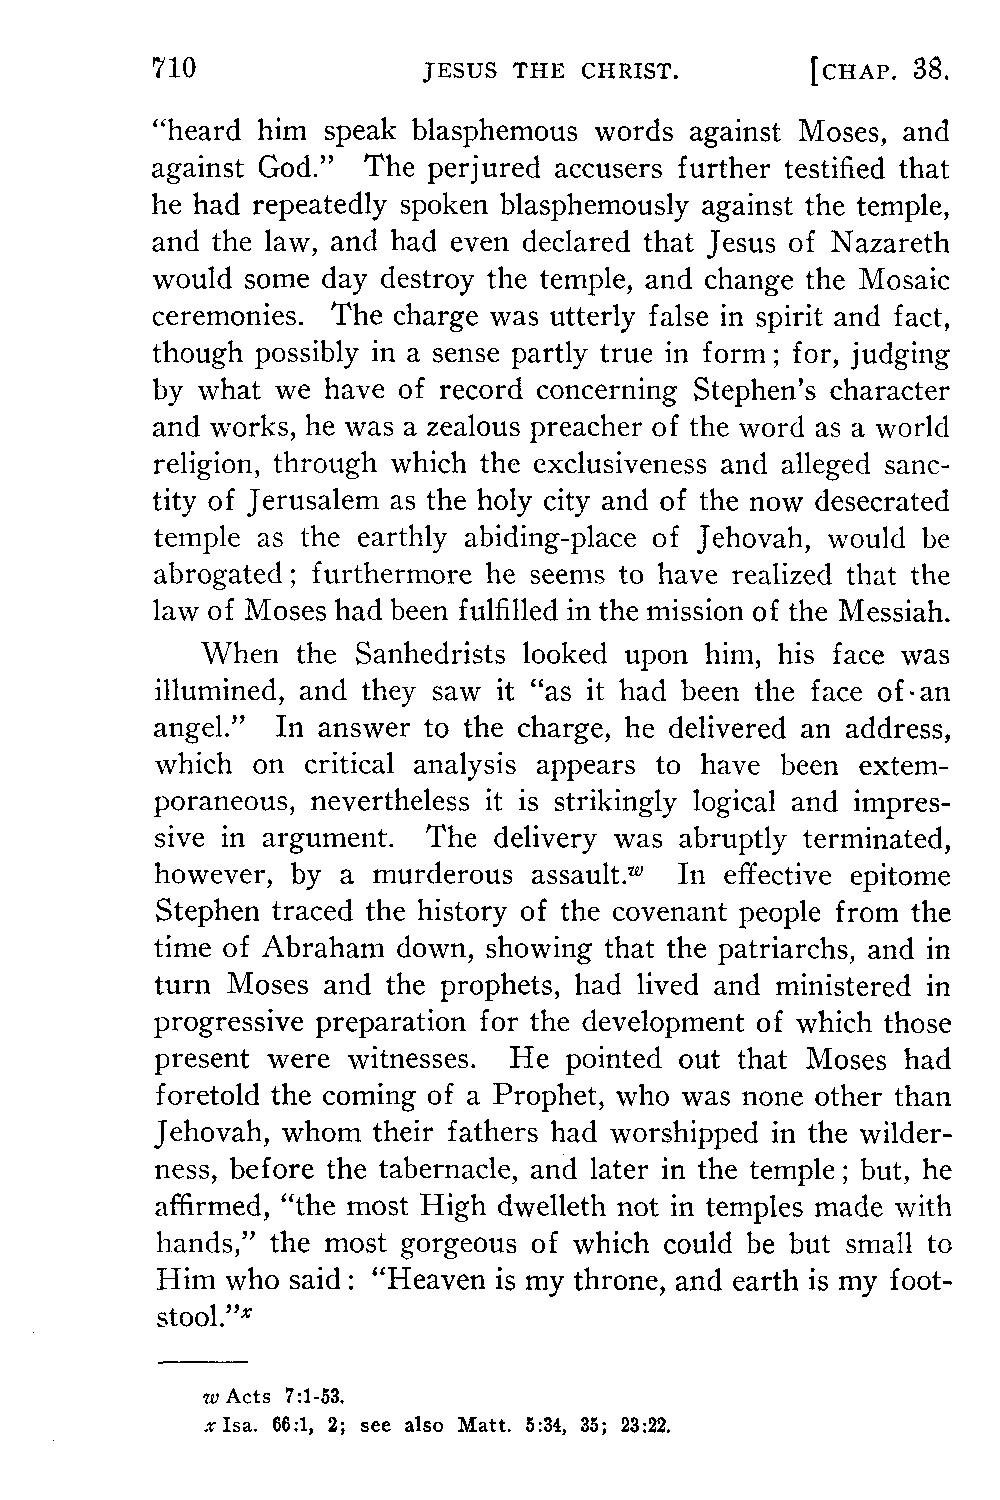 710 JESUS THE CHRIST. [CHAP. 38.
“heard him speak blasphemous words against Moses, and
against God.” The perjured accusers further testified that
he had repeatedly spoken blasphemously against the temple,
and the law, and had even declared that Jesus of Nazareth
would some day destroy the temple, and change the Mosaic
ceremonies. The charge was utterly false in spirit and fact,
though possibly in a sense partly true in form; for, judging
by what we have of record concerning Stephen's character
and works, he was a zealous preacher of the word as a world
religion, through which the exclusiveness and alleged sanc-
tity of Jerusalem as the holy city and of the now desecrated
temple as the earthly abiding-place of Jehovah, would be
abrogated; furthermore he seems to have realized that the
law of Moses had been fulfilled in the mission of the Messiah.
When the Sanhedrists looked upon him, his face was
illumined, and they saw it “as it had been the face of an
angel.” In answer to the charge, he delivered an address,
which on critical analysis appears to have been extem-
poraneous, nevertheless it is strikingly logical and impres-
sive in argument. The delivery was abruptly terminated,
however, by a murderous assault.w In effective epitome
Stephen traced the history of the covenant people from the
time of Abraham down, showing that the patriarchs, and in
turn Moses and the prophets, had lived and ministered in
progressive preparation for the development of which those
present were witnesses. He pointed out that Moses had
foretold the coming of a Prophet, who was none other than
Jehovah, whom their fathers had worshipped in the wilder-
ness, before the tabernacle, and later in the temple; but, he
affirmed, “the most High dwelleth not in temples made with
hands,” the most gorgeous of which could be but small to
Him who said: “Heaven is my throne, and earth is my foot-
stool.”x
w Acts 7:1-53.
x Isa. 66:1, 2; see also Matt. 5:34, 35; 23:22.